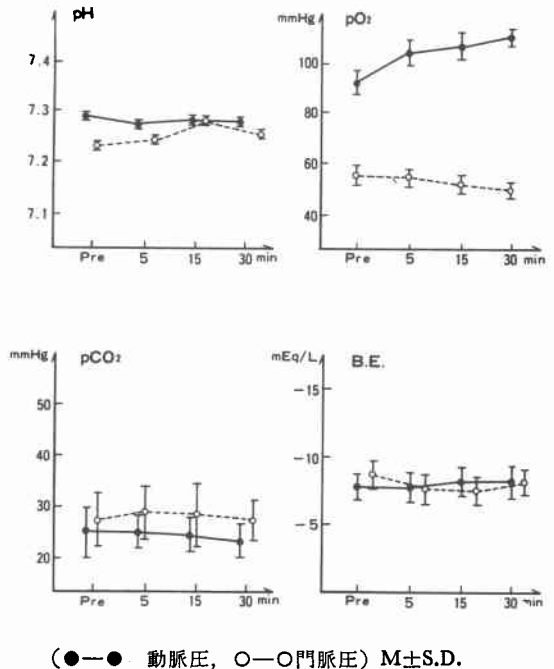 pH
7.4
7.3
7.2
7.1
Pre 5 15 30 min
mmHg pO₂
100
80
60
40
Pre 5 15 30 min
mmHg pCO₂
50
40
30
20
Pre 5 15 30 min
mEq/L B.E.
-15
-10
-5
Pre 5 15 30 min
(●—● 動脈圧, ○—○門脈圧) M±S.D.